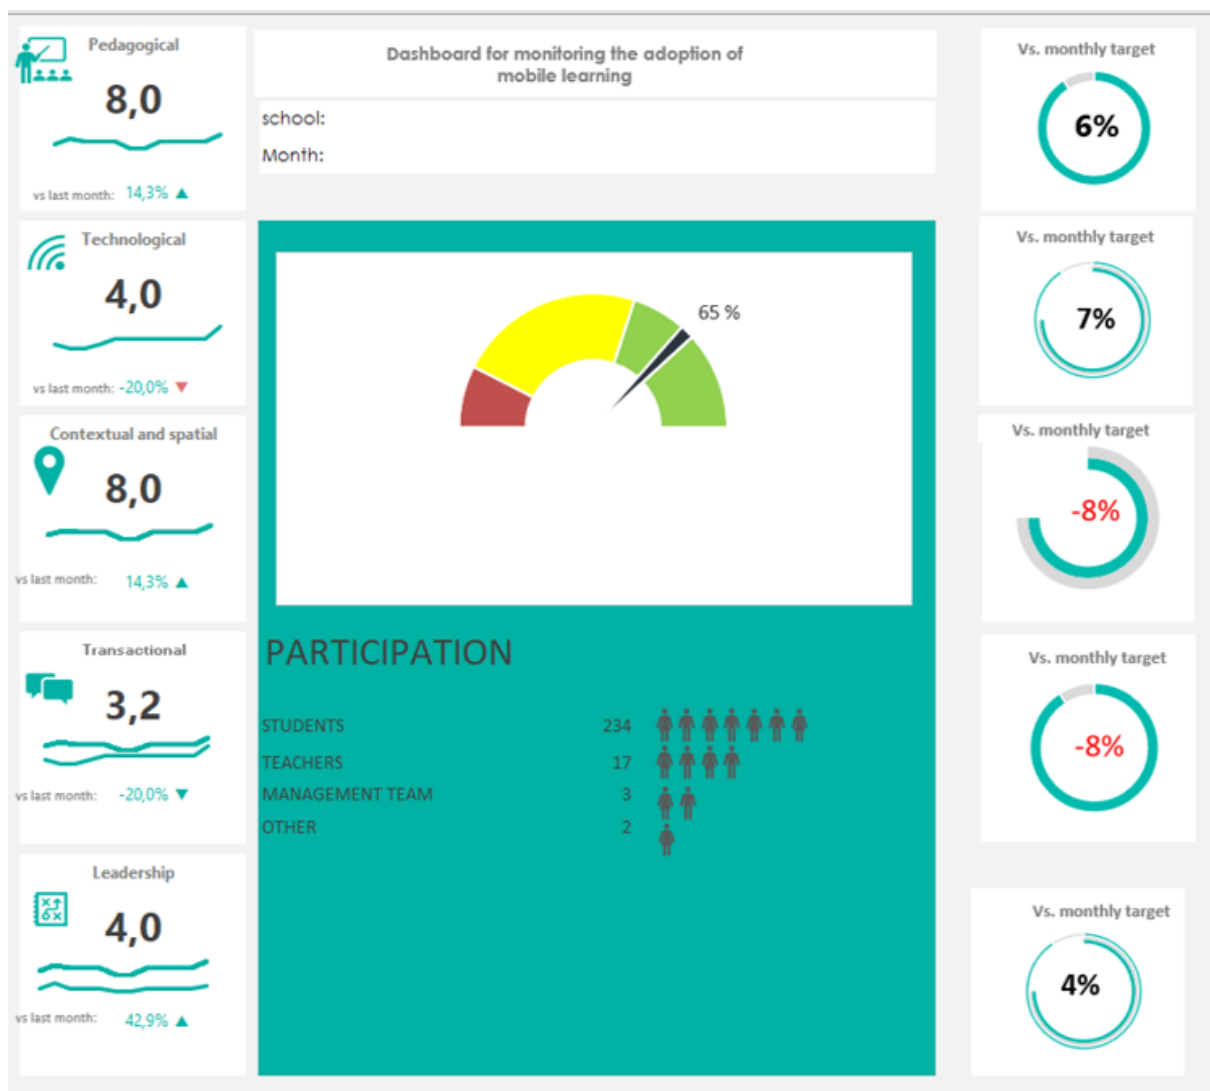 Pedagogical
8,0
vs last month: 14,3% ▲
Technological
4,0
vs last month: -20,0% ▼
Contextual and spatial
8,0
vs last month: 14,3% ▲
Transactional
3,2
vs last month: -20,0% ▼
Leadership
4,0
vs last month: 42,9% ▲
Dashboard for monitoring the adoption of
mobile learning
school:
Month:
65 %
PARTICIPATION
STUDENTS 234
TEACHERS 17
MANAGEMENT TEAM 3
OTHER 2
Vs. monthly target
6%
Vs. monthly target
7%
Vs. monthly target
-8%
Vs. monthly target
-8%
Vs. monthly target
4%